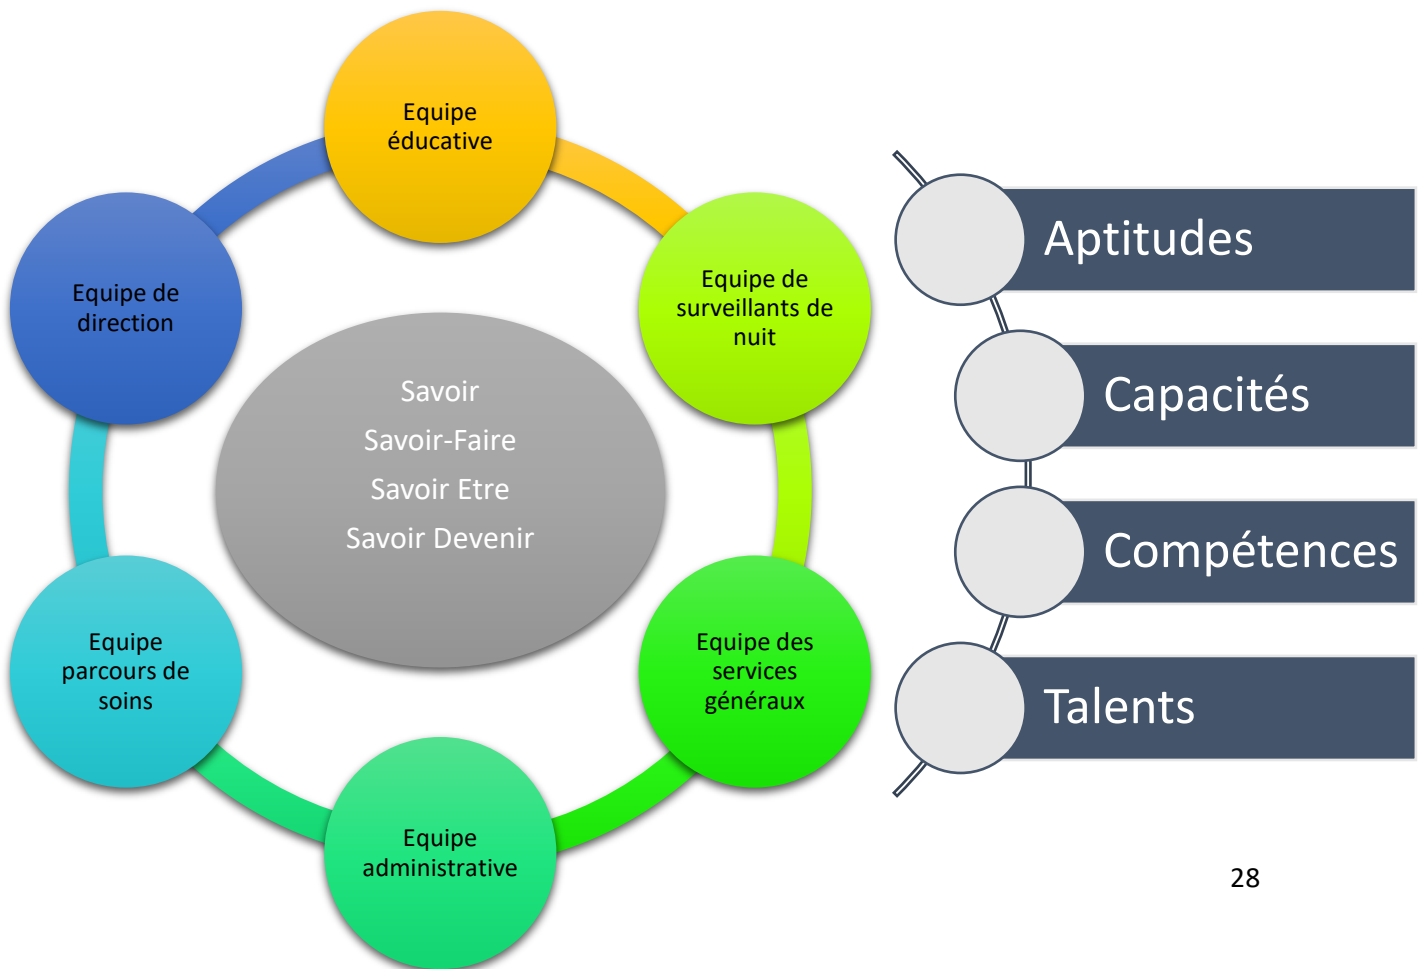 Equipe
éducative
Equipe de
surveillants de
nuit
Equipe des
services
généraux
Equipe
administrative
Equipe
parcours de
soins
Equipe de
direction
Savoir
Savoir-Faire
Savoir Etre
Savoir Devenir
Aptitudes
Capacités
Compétences
Talents
28